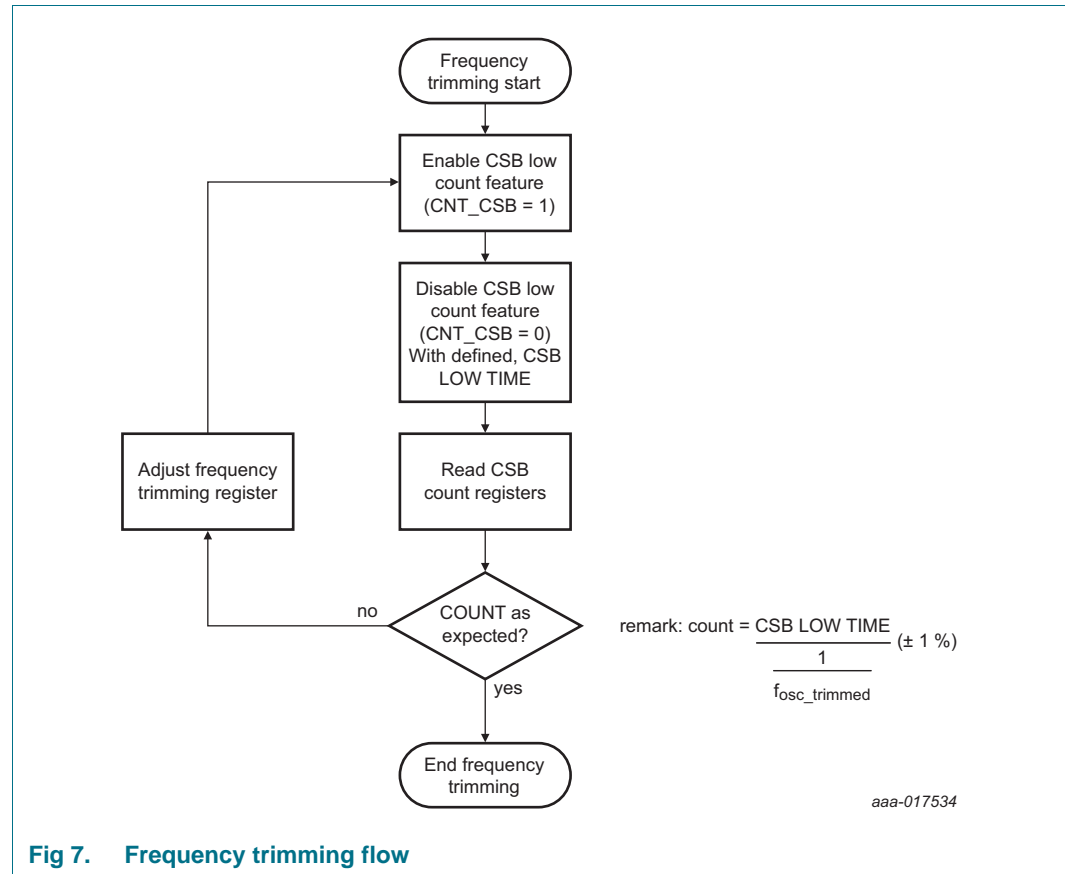 Frequency
trimming start
Enable CSB low
count feature
(CNT_CSB = 1)
Disable CSB low
count feature
(CNT_CSB = 0)
With defined, CSB
LOW TIME
Adjust frequency
trimming register
Read CSB
count registers
no
COUNT as
expected?
yes
remark: count = CSB LOW TIME (± 1 %)
1
fosc_trimmed
End frequency
trimming
aaa-017534
Fig 7. Frequency trimming flow